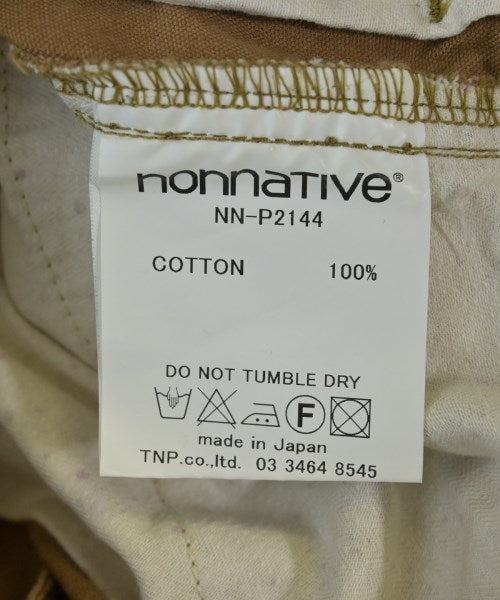 nonnative®
NN-P2144
COTTON 100%
DO NOT TUMBLE DRY
F
made in Japan
TNP.co.,ltd. 03 3464 8545